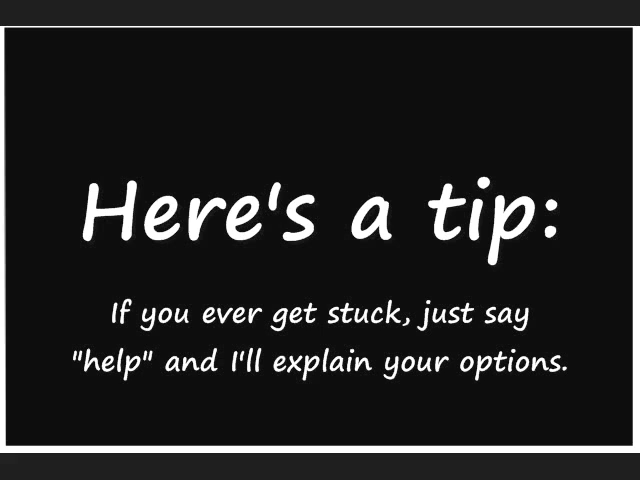 Here's a tip:
If you ever get stuck, just say
"help" and I'll explain your options.